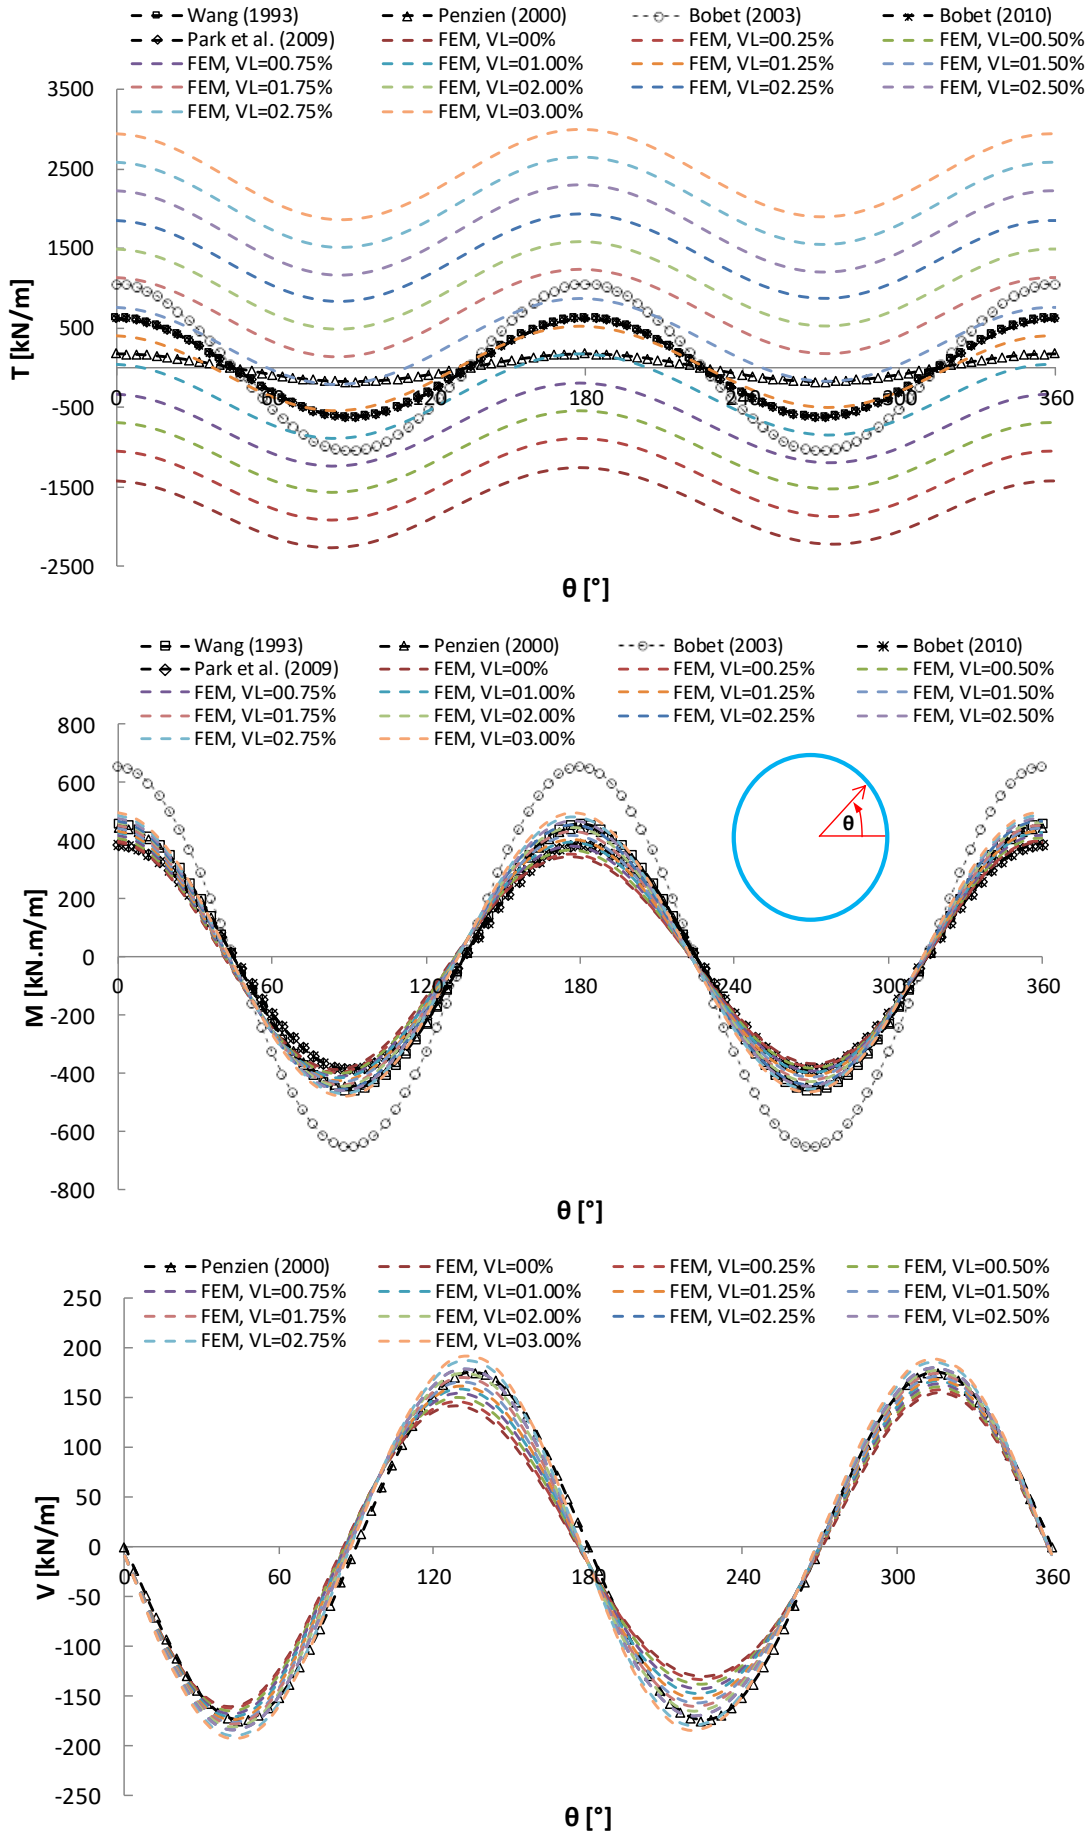 Wang (1993) Penzien (2000) Bobet (2003) Bobet (2010)
Park et al. (2009) FEM, VL=00% FEM, VL=00.25% FEM, VL=00.50%
FEM, VL=00.75% FEM, VL=01.00% FEM, VL=01.25% FEM, VL=01.50%
FEM, VL=01.75% FEM, VL=02.00% FEM, VL=02.25% FEM, VL=02.50%
FEM, VL=02.75% FEM, VL=03.00%
3500
2500
1500
500
-500
-1500
-2500
T [kN/m]
0 60 120 180 240 300 360
θ [°]
Wang (1993) Penzien (2000) Bobet (2003) Bobet (2010)
Park et al. (2009) FEM, VL=00% FEM, VL=00.25% FEM, VL=00.50%
FEM, VL=00.75% FEM, VL=01.00% FEM, VL=01.25% FEM, VL=01.50%
FEM, VL=01.75% FEM, VL=02.00% FEM, VL=02.25% FEM, VL=02.50%
FEM, VL=02.75% FEM, VL=03.00%
800
600
400
200
0
-200
-400
-600
-800
M [kN.m/m]
θ
0 60 120 180 240 300 360
θ [°]
Penzien (2000) FEM, VL=00% FEM, VL=00.25% FEM, VL=00.50%
FEM, VL=00.75% FEM, VL=01.00% FEM, VL=01.25% FEM, VL=01.50%
FEM, VL=01.75% FEM, VL=02.00% FEM, VL=02.25% FEM, VL=02.50%
FEM, VL=02.75% FEM, VL=03.00%
250
200
150
100
50
0
-50
-100
-150
-200
-250
V [kN/m]
0 60 120 180 240 300 360
θ [°]